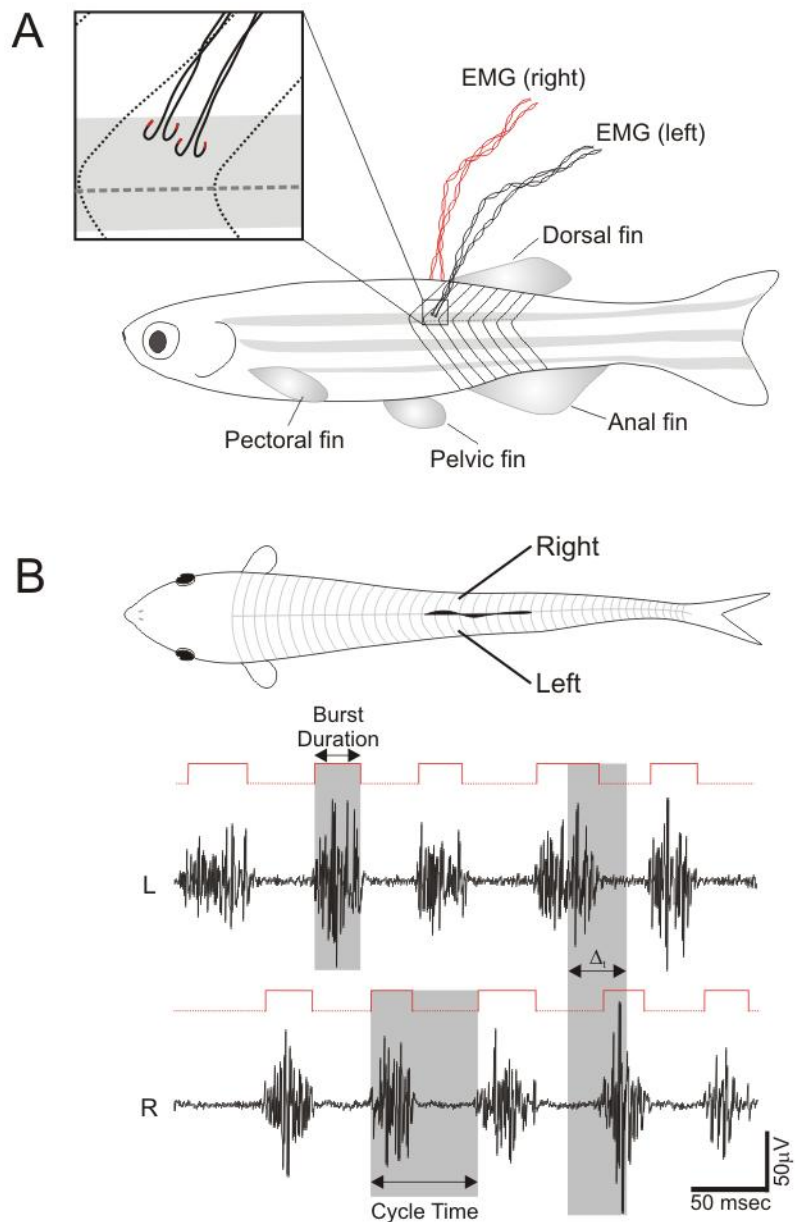 A
EMG (right)
EMG (left)
Dorsal fin
Pectoral fin
Pelvic fin
Anal fin
B
Right
Left
Burst
Duration
L
Δt
R
Cycle Time
50 msec
50µV